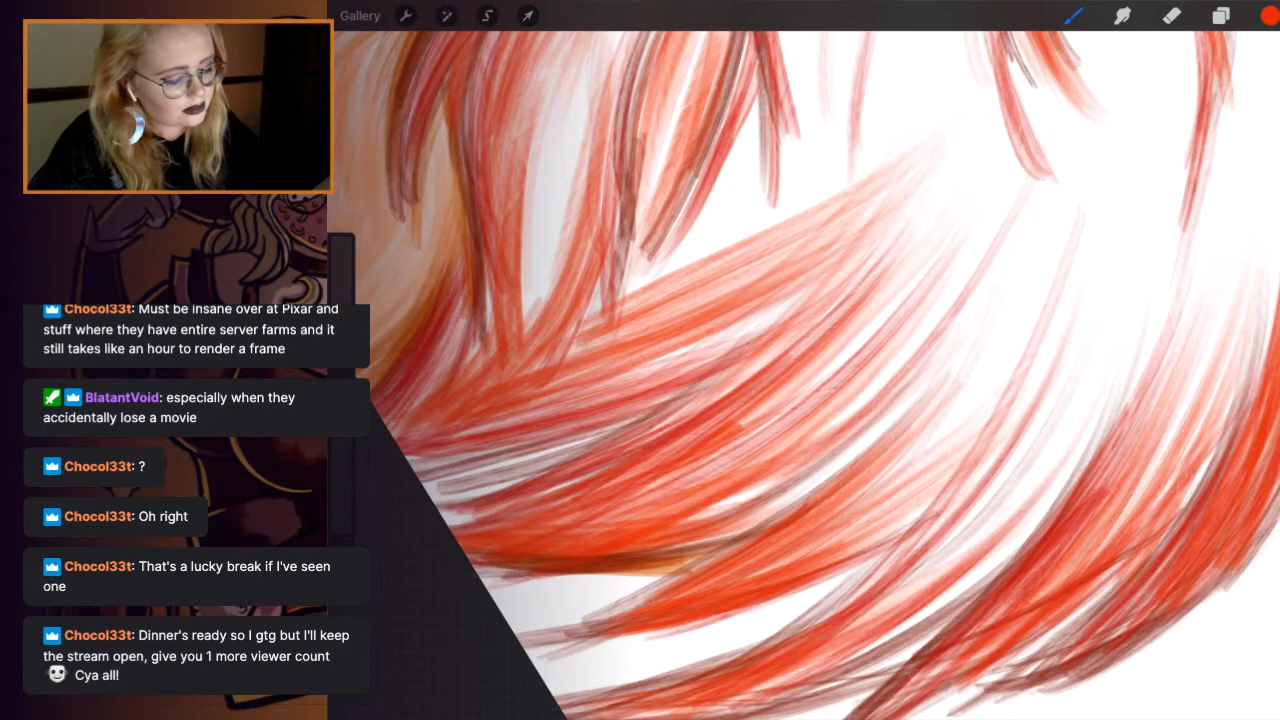 Gallery
Chocol33t: Must be insane over at Pixar and
stuff where they have entire server farms and it
still takes like an hour to render a frame
BlatantVoid: especially when they
accidentally lose a movie
Chocol33t: ?
Chocol33t: Oh right
Chocol33t: That's a lucky break if I've seen
one
Chocol33t: Dinner's ready so I gtg but I'll keep
the stream open, give you 1 more viewer count
Cya all!